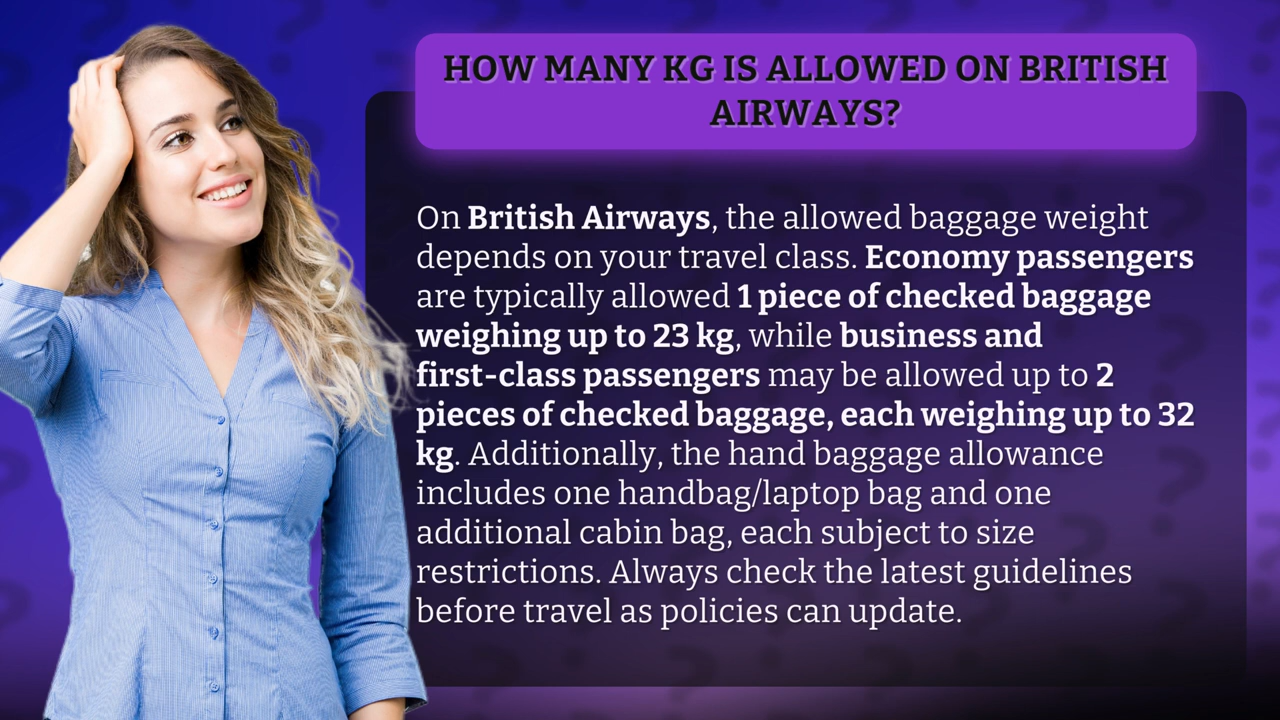 HOW MANY KG IS ALLOWED ON BRITISH
AIRWAYS?
On British Airways, the allowed baggage weight
depends on your travel class. Economy passengers
are typically allowed 1 piece of checked baggage
weighing up to 23 kg, while business and
first-class passengers may be allowed up to 2
pieces of checked baggage, each weighing up to 32
kg. Additionally, the hand baggage allowance
includes one handbag/laptop bag and one
additional cabin bag, each subject to size
restrictions. Always check the latest guidelines
before travel as policies can update.